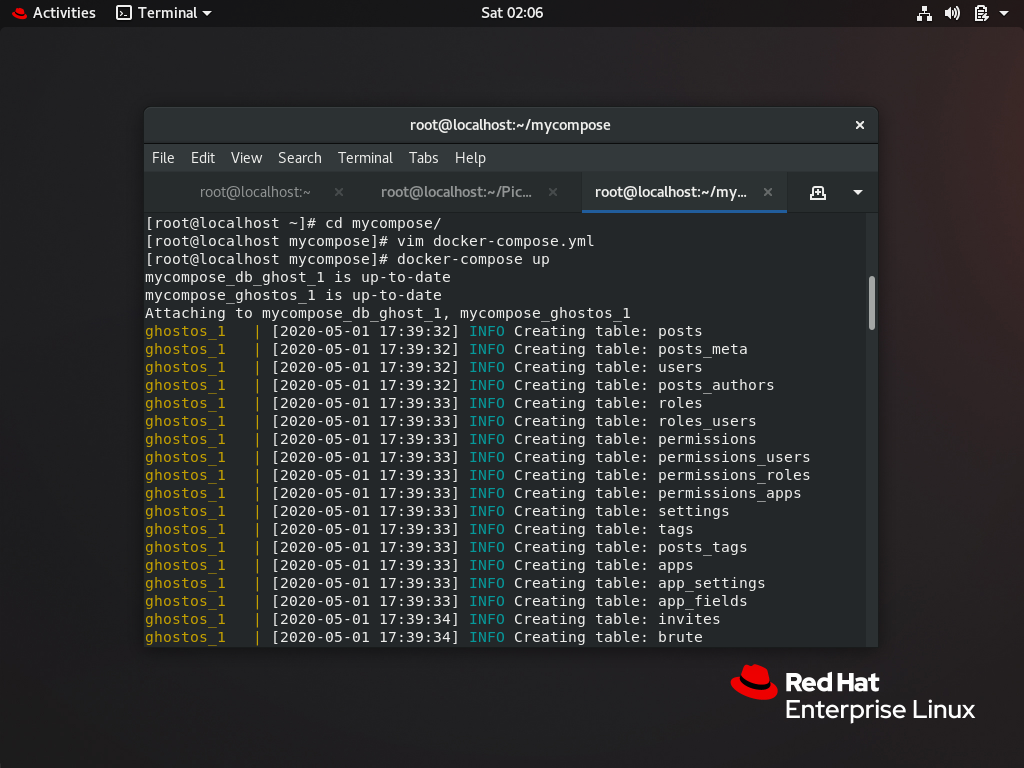 Activities Terminal Sat 02:06
root@localhost:~/mycompose
File Edit View Search Terminal Tabs Help
root@localhost:~ root@localhost:~/Pic... root@localhost:~/my...
[root@localhost ~]# cd mycompose/
[root@localhost mycompose]# vim docker-compose.yml
[root@localhost mycompose]# docker-compose up
mycompose_db_ghost_1 is up-to-date
mycompose_ghostos_1 is up-to-date
Attaching to mycompose_db_ghost_1, mycompose_ghostos_1
ghostos_1   | [2020-05-01 17:39:32] INFO Creating table: posts
ghostos_1   | [2020-05-01 17:39:32] INFO Creating table: posts_meta
ghostos_1   | [2020-05-01 17:39:32] INFO Creating table: users
ghostos_1   | [2020-05-01 17:39:32] INFO Creating table: posts_authors
ghostos_1   | [2020-05-01 17:39:33] INFO Creating table: roles
ghostos_1   | [2020-05-01 17:39:33] INFO Creating table: roles_users
ghostos_1   | [2020-05-01 17:39:33] INFO Creating table: permissions
ghostos_1   | [2020-05-01 17:39:33] INFO Creating table: permissions_users
ghostos_1   | [2020-05-01 17:39:33] INFO Creating table: permissions_roles
ghostos_1   | [2020-05-01 17:39:33] INFO Creating table: permissions_apps
ghostos_1   | [2020-05-01 17:39:33] INFO Creating table: settings
ghostos_1   | [2020-05-01 17:39:33] INFO Creating table: tags
ghostos_1   | [2020-05-01 17:39:33] INFO Creating table: posts_tags
ghostos_1   | [2020-05-01 17:39:33] INFO Creating table: apps
ghostos_1   | [2020-05-01 17:39:33] INFO Creating table: app_settings
ghostos_1   | [2020-05-01 17:39:33] INFO Creating table: app_fields
ghostos_1   | [2020-05-01 17:39:34] INFO Creating table: invites
ghostos_1   | [2020-05-01 17:39:34] INFO Creating table: brute
Red Hat
Enterprise Linux